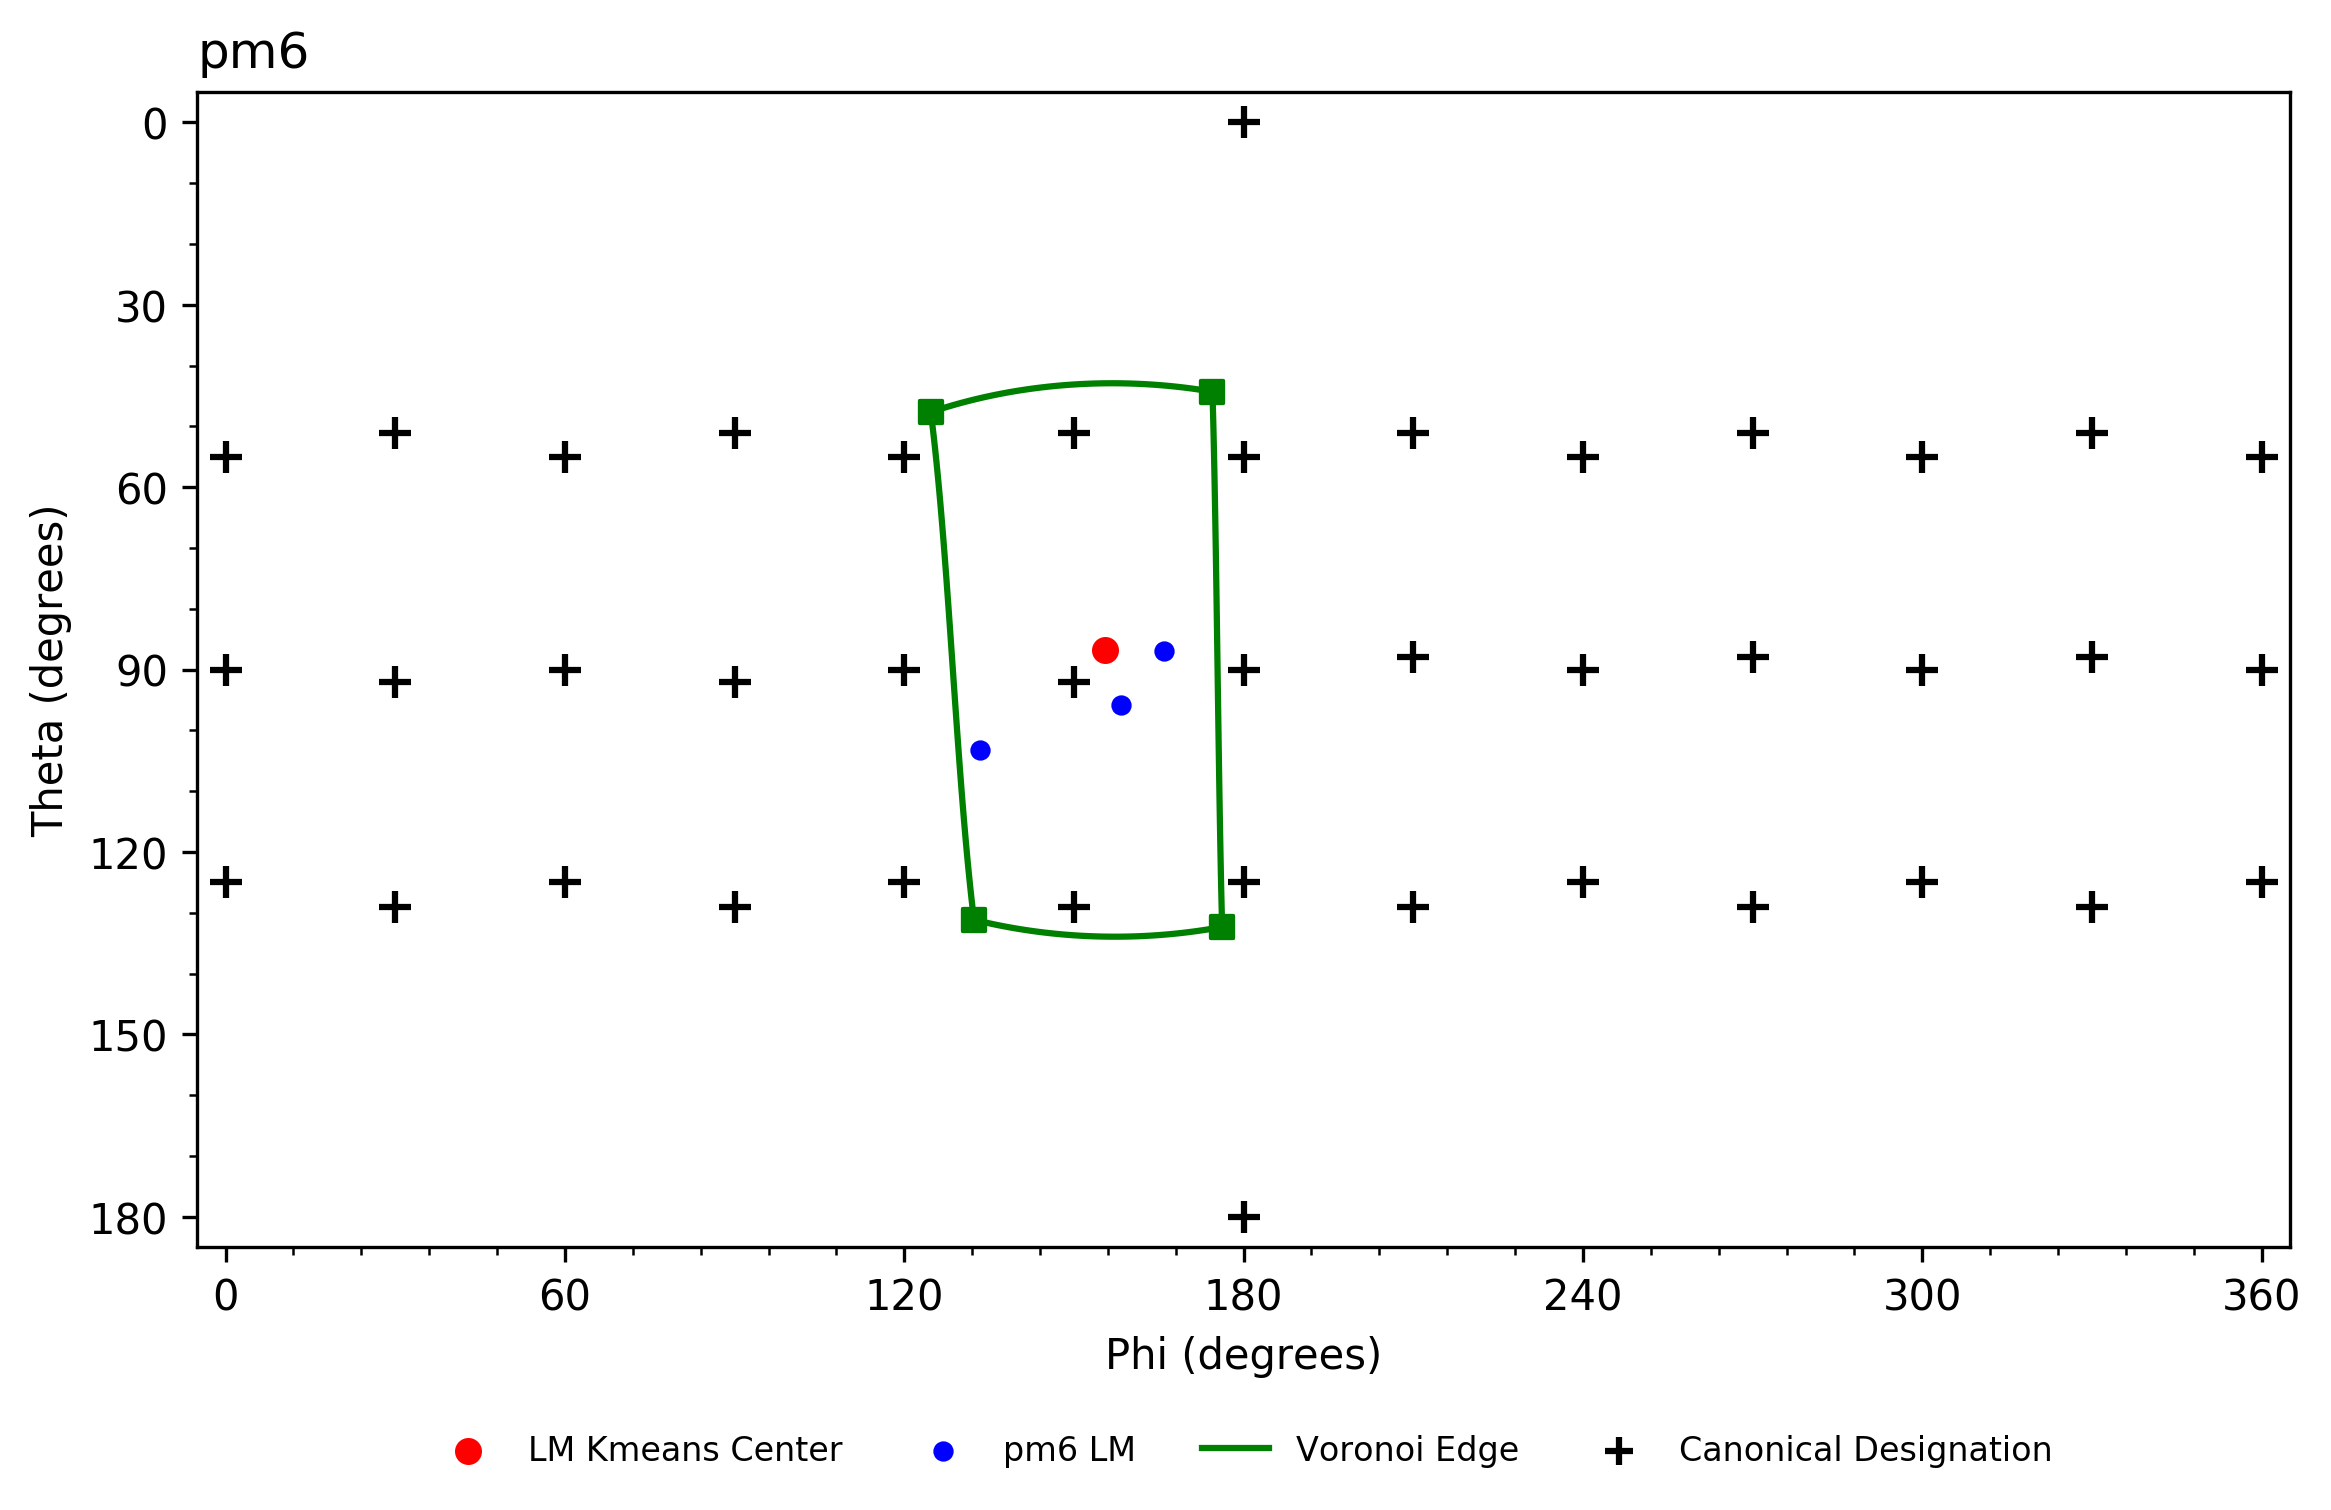 pm6
0
30
60
90
120
150
180
Theta (degrees)
0 60 120 180 240 300 360
Phi (degrees)
LM Kmeans Center pm6 LM Voronoi Edge Canonical Designation